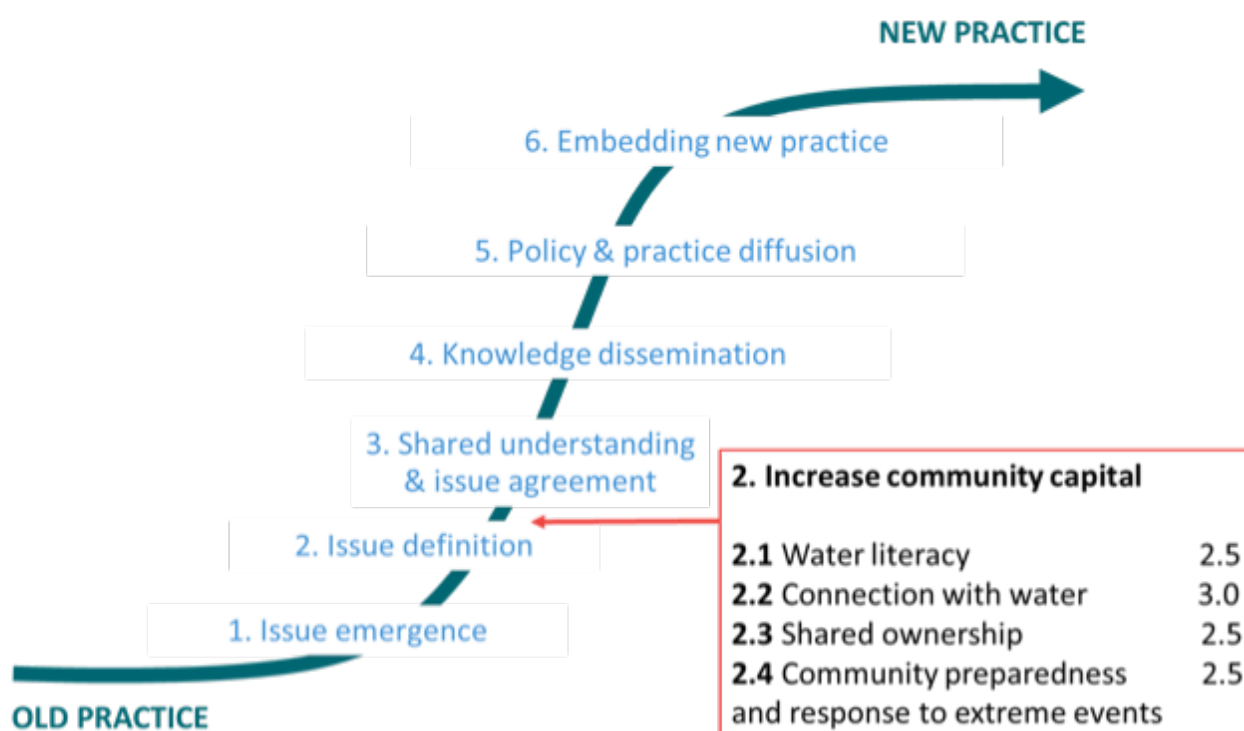 NEW PRACTICE
6. Embedding new practice
5. Policy & practice diffusion
4. Knowledge dissemination
3. Shared understanding
& issue agreement
2. Issue definition
1. Issue emergence
OLD PRACTICE
2. Increase community capital
2.1 Water literacy 2.5
2.2 Connection with water 3.0
2.3 Shared ownership 2.5
2.4 Community preparedness 2.5
and response to extreme events